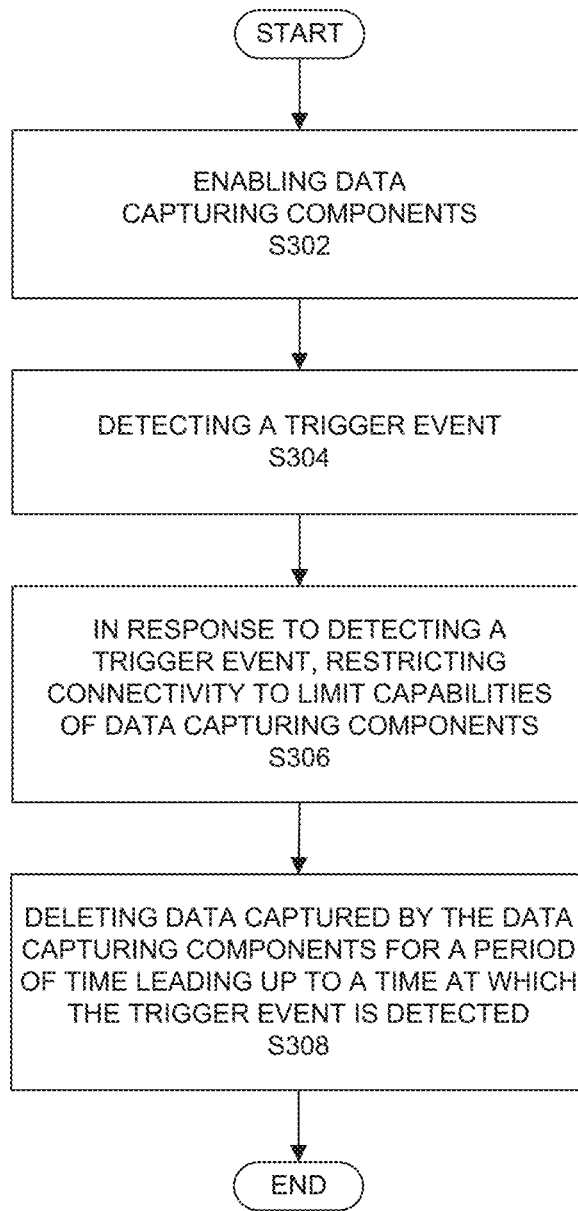 START
ENABLING DATA
CAPTURING COMPONENTS
S302
DETECTING A TRIGGER EVENT
S304
IN RESPONSE TO DETECTING A
TRIGGER EVENT, RESTRICTING
CONNECTIVITY TO LIMIT CAPABILITIES
OF DATA CAPTURING COMPONENTS
S306
DELETING DATA CAPTURED BY THE DATA
CAPTURING COMPONENTS FOR A PERIOD
OF TIME LEADING UP TO A TIME AT WHICH
THE TRIGGER EVENT IS DETECTED
S308
END